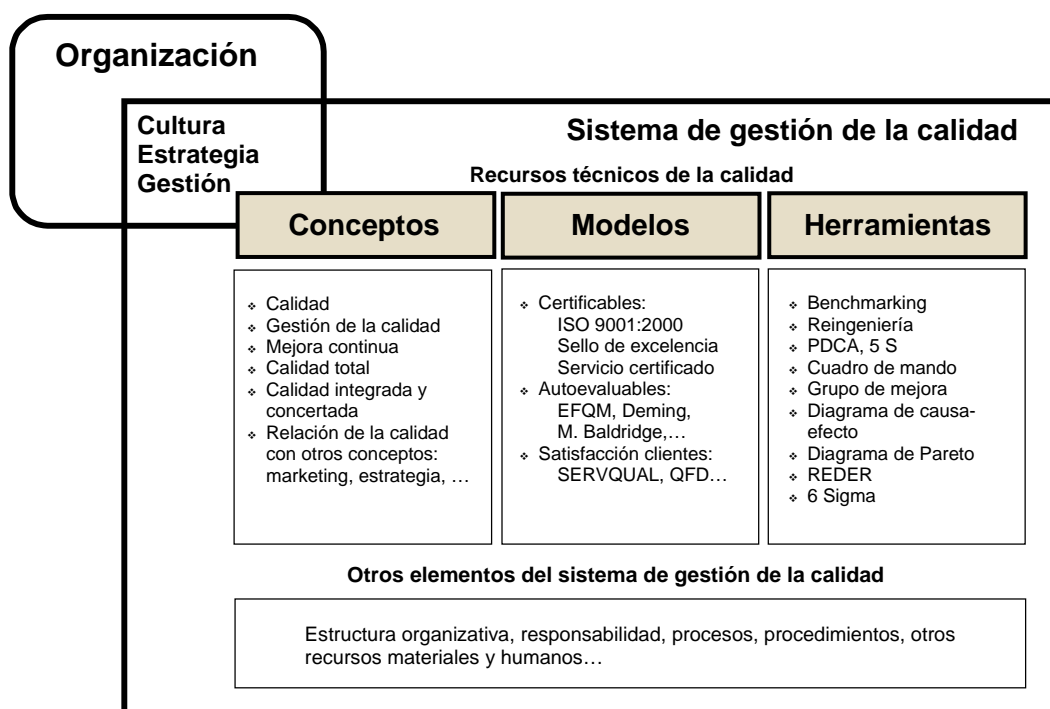 Organización
Cultura
Estrategia
Gestión
Sistema de gestión de la calidad
Recursos técnicos de la calidad
Conceptos
Modelos
Herramientas
❖ Calidad
❖ Gestión de la calidad
❖ Mejora continua
❖ Calidad total
❖ Calidad integrada y
concertada
❖ Relación de la calidad
con otros conceptos:
marketing, estrategia, …
❖ Certificables:
ISO 9001:2000
Sello de excelencia
Servicio certificado
❖ Autoevaluables:
EFQM, Deming,
M. Baldridge,…
❖ Satisfacción clientes:
SERVQUAL, QFD…
❖ Benchmarking
❖ Reingeniería
❖ PDCA, 5 S
❖ Cuadro de mando
❖ Grupo de mejora
❖ Diagrama de causa-
efecto
❖ Diagrama de Pareto
❖ REDER
❖ 6 Sigma
Otros elementos del sistema de gestión de la calidad
Estructura organizativa, responsabilidad, procesos, procedimientos, otros
recursos materiales y humanos…